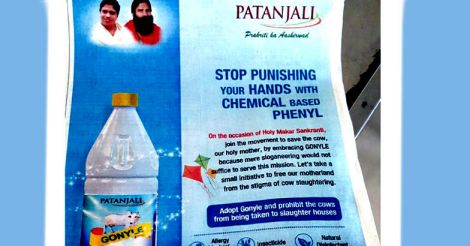 PATANJALI
Prakriti ka Aasherwad
STOP PUNISHING
YOUR HANDS WITH
CHEMICAL BASED
PHENYL
On the occasion of Holy Makar Sankranti,
join the movement to save the cow,
our holy mother, by embracing GONYLE
because mere sloganeering would not
suffice to serve this mission. Let's take a
small initiative to free our motherland
from the stigma of cow slaughtering.
Adopt Gonyle and prohibit the cows
from being taken to slaughter houses
PATANJALI
GONYLE
Allergy
Insecticide
Natural
Disinfectant